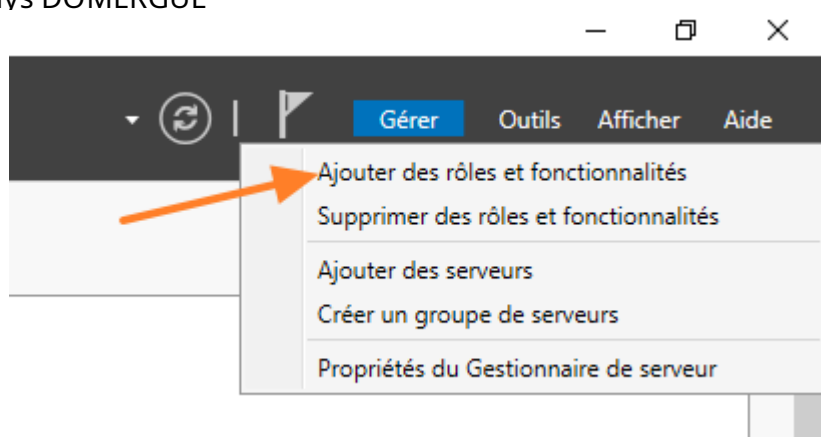 DOMERGUE
Gérer Outils Afficher Aide
Ajouter des rôles et fonctionnalités
Supprimer des rôles et fonctionnalités
Ajouter des serveurs
Créer un groupe de serveurs
Propriétés du Gestionnaire de serveur